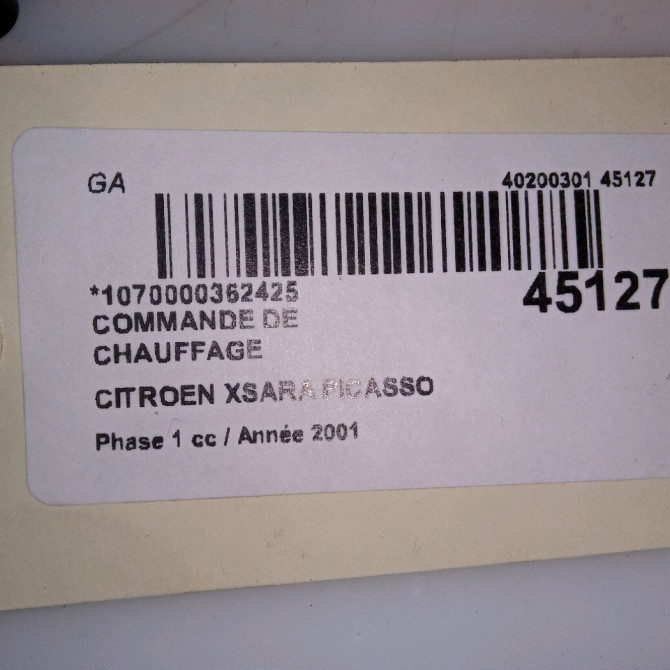 GA
40200301 45127
*1070000362425
45127
COMMANDE DE
CHAUFFAGE
CITROEN XSARA PICASSO
Phase 1 cc / Année 2001